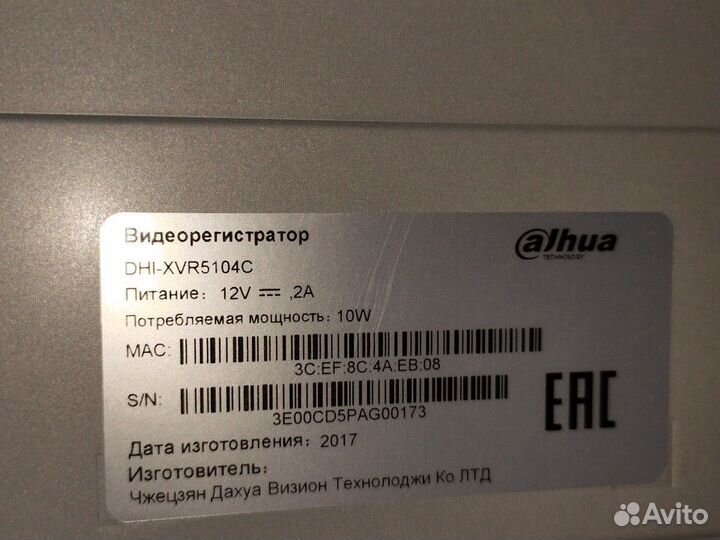 Видеорегистратор
alhua
TECHNOLOGY
DHI-XVR5104C
Питание: 12V ⎓ ,2A
Потребляемая мощность: 10W
MAC:
3C:EF:8C:4A:EB:08
S/N:
3E00CD5PAG00173
EAC
Дата изготовления: 2017
Изготовитель:
Чжецзян Дахуа Визион Технолоджи Ко ЛТД
Avito